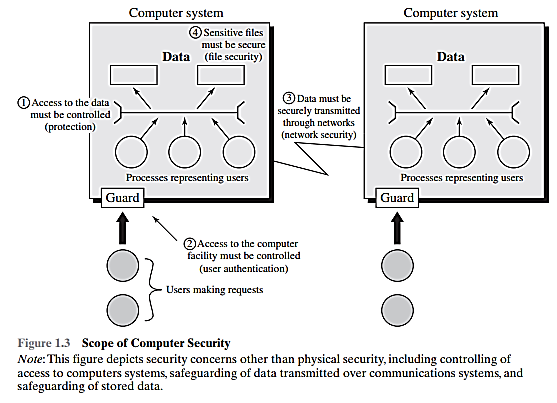 Computer system
Computer system
④ Sensitive files
must be secure
(file security)
Data
Data
① Access to the data
must be controlled
(protection)
③ Data must be
securely transmitted
through networks
(network security)
Processes representing users
Processes representing users
Guard
Guard
② Access to the computer
facility must be controlled
(user authentication)
Users making requests
Figure 1.3 Scope of Computer Security
Note: This figure depicts security concerns other than physical security, including controlling of
access to computers systems, safeguarding of data transmitted over communications systems, and
safeguarding of stored data.